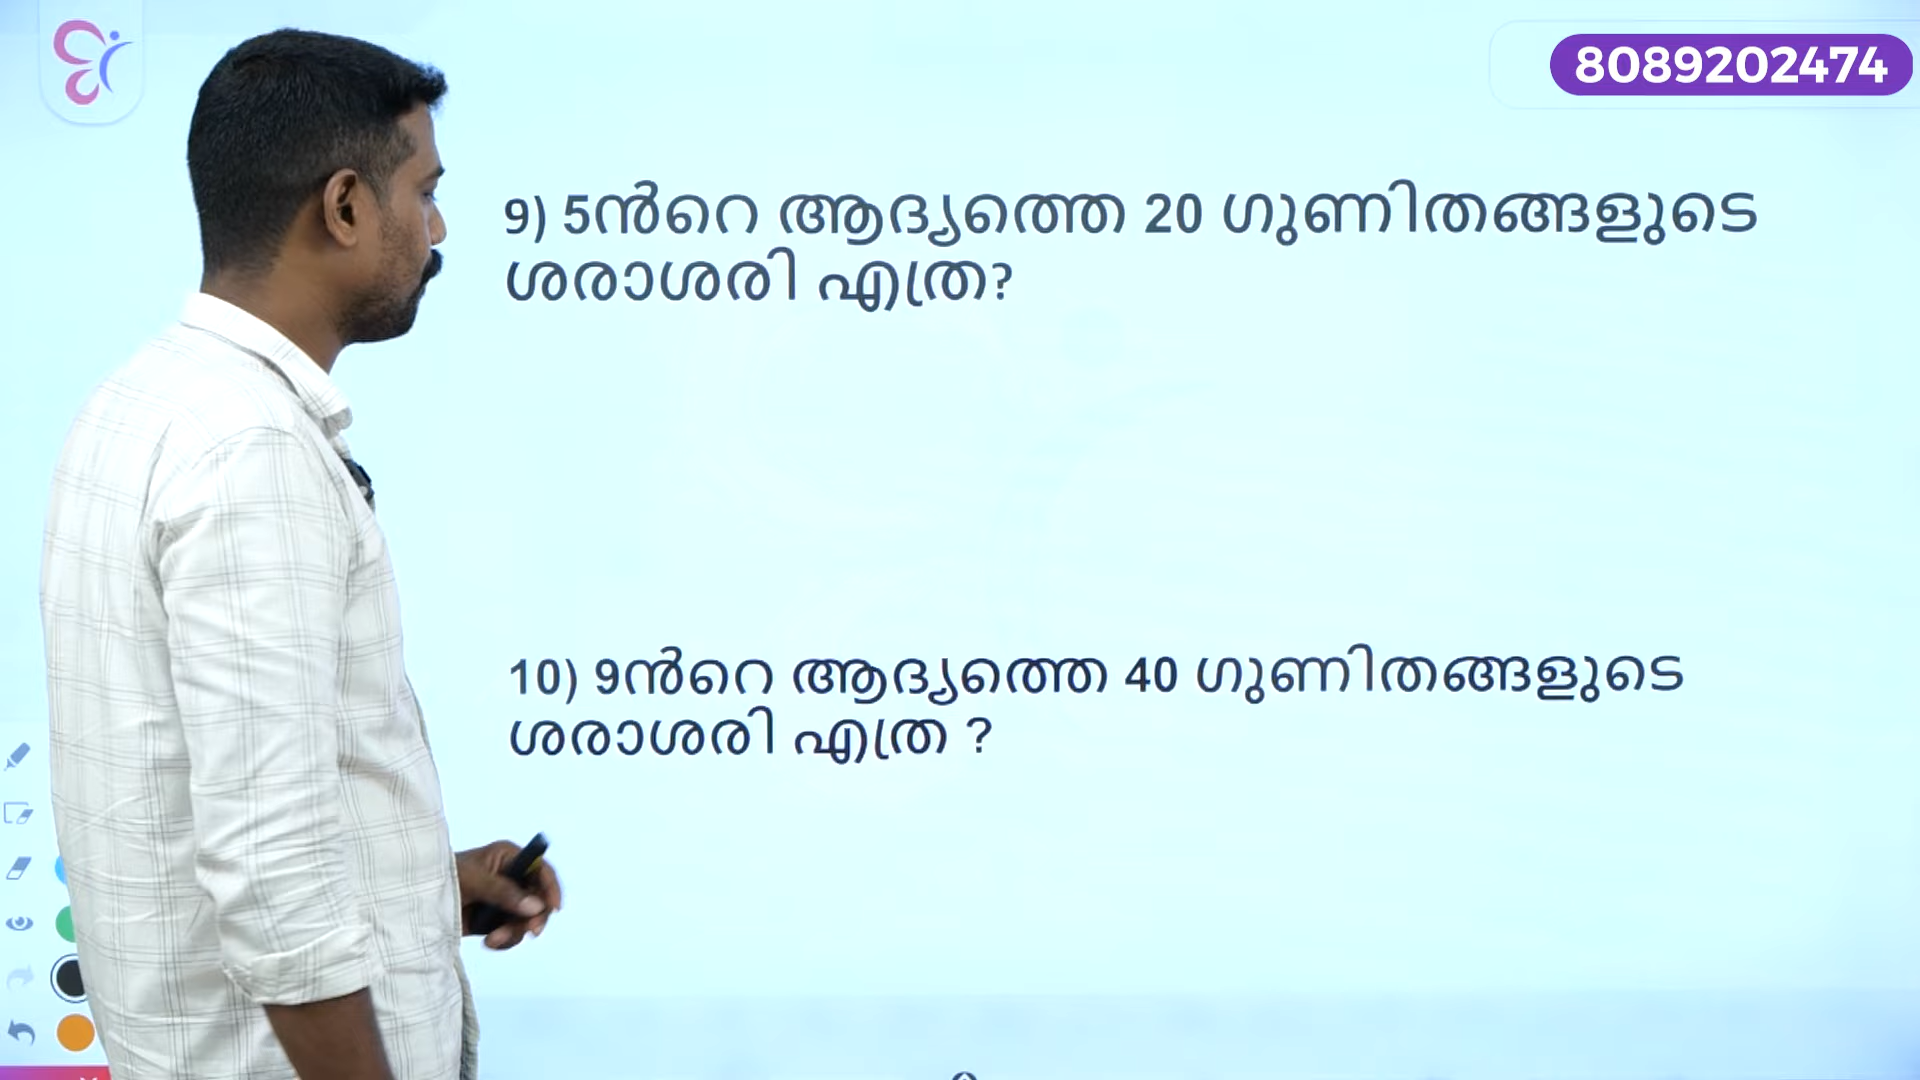 8089202474
9) 5ൻറെ ആദ്യത്തെ 20 ഗുണിതങ്ങളുടെ
ശരാശരി എത്ര?
10) 9ൻറെ ആദ്യത്തെ 40 ഗുണിതങ്ങളുടെ
ശരാശരി എത്ര ?